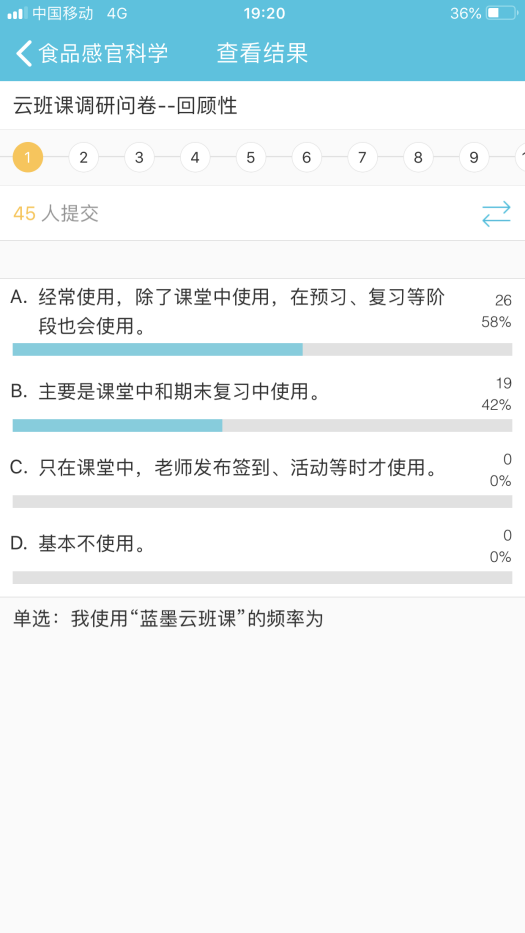 中国移动 4G 19:20 36%
食品感官科学 查看结果
云班课调研问卷--回顾性
1 2 3 4 5 6 7 8 9
45 人提交
A. 经常使用，除了课堂中使用，在预习、复习等阶 26
段也会使用。 58%
B. 主要是课堂中和期末复习中使用。 19
42%
C. 只在课堂中，老师发布签到、活动等时才使用。 0
0%
D. 基本不使用。 0
0%
单选：我使用“蓝墨云班课”的频率为